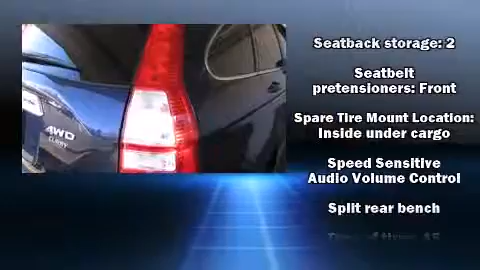 4WD
Seatback storage: 2
Seatbelt
pretensioners: Front
Spare Tire Mount Location:
Inside under cargo
Speed Sensitive
Audio Volume Control
Split rear bench